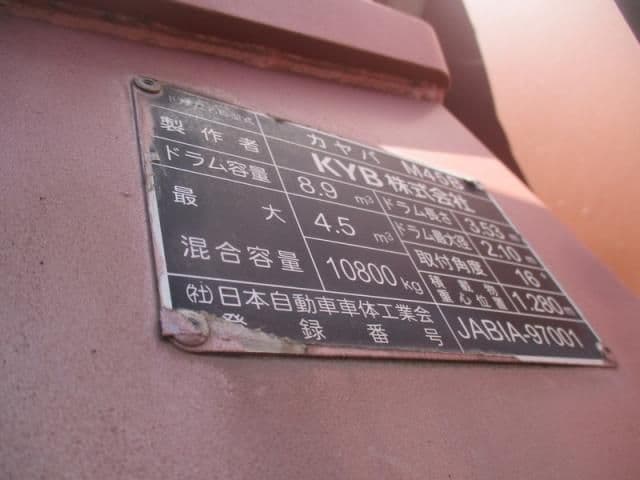 カヤバ M45B
製作者 KYB株式会社
ドラム容量 8.9 m³ ドラム長さ 3.53 m
最大 4.5 m³ ドラム最大径 2.10 m
混合容量 10800 kg 取付角度 16°
積載物重心位置 1.280m
(社)日本自動車車体工業会
登録番号 JABIA-97001